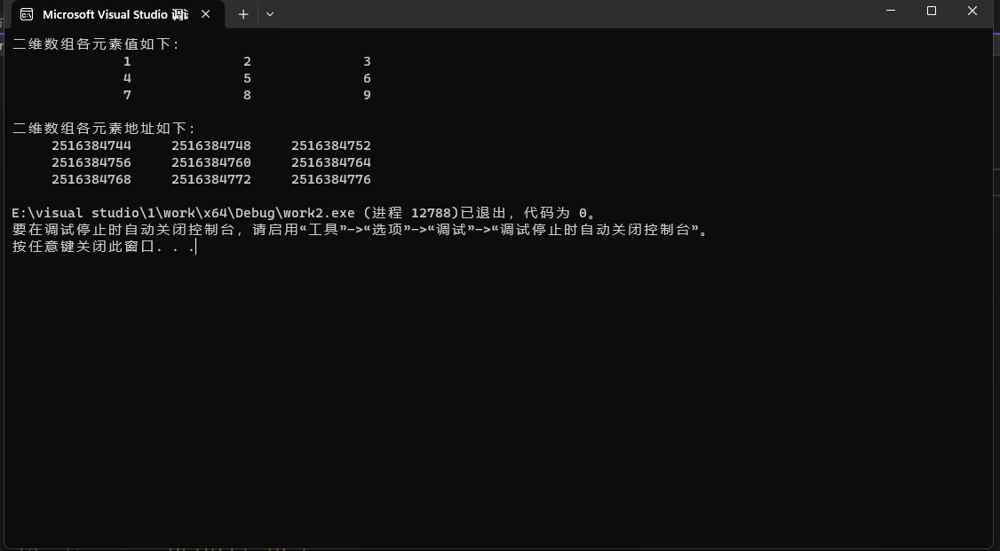 Microsoft Visual Studio 调试
二维数组各元素值如下:
1 2 3
4 5 6
7 8 9
二维数组各元素地址如下:
2516384744 2516384748 2516384752
2516384756 2516384760 2516384764
2516384768 2516384772 2516384776
E:\visual studio\1\work\x64\Debug\work2.exe (进程 12788)已退出，代码为 0。
要在调试停止时自动关闭控制台，请启用“工具”->“选项”->“调试”->“调试停止时自动关闭控制台”。
按任意键关闭此窗口. . .